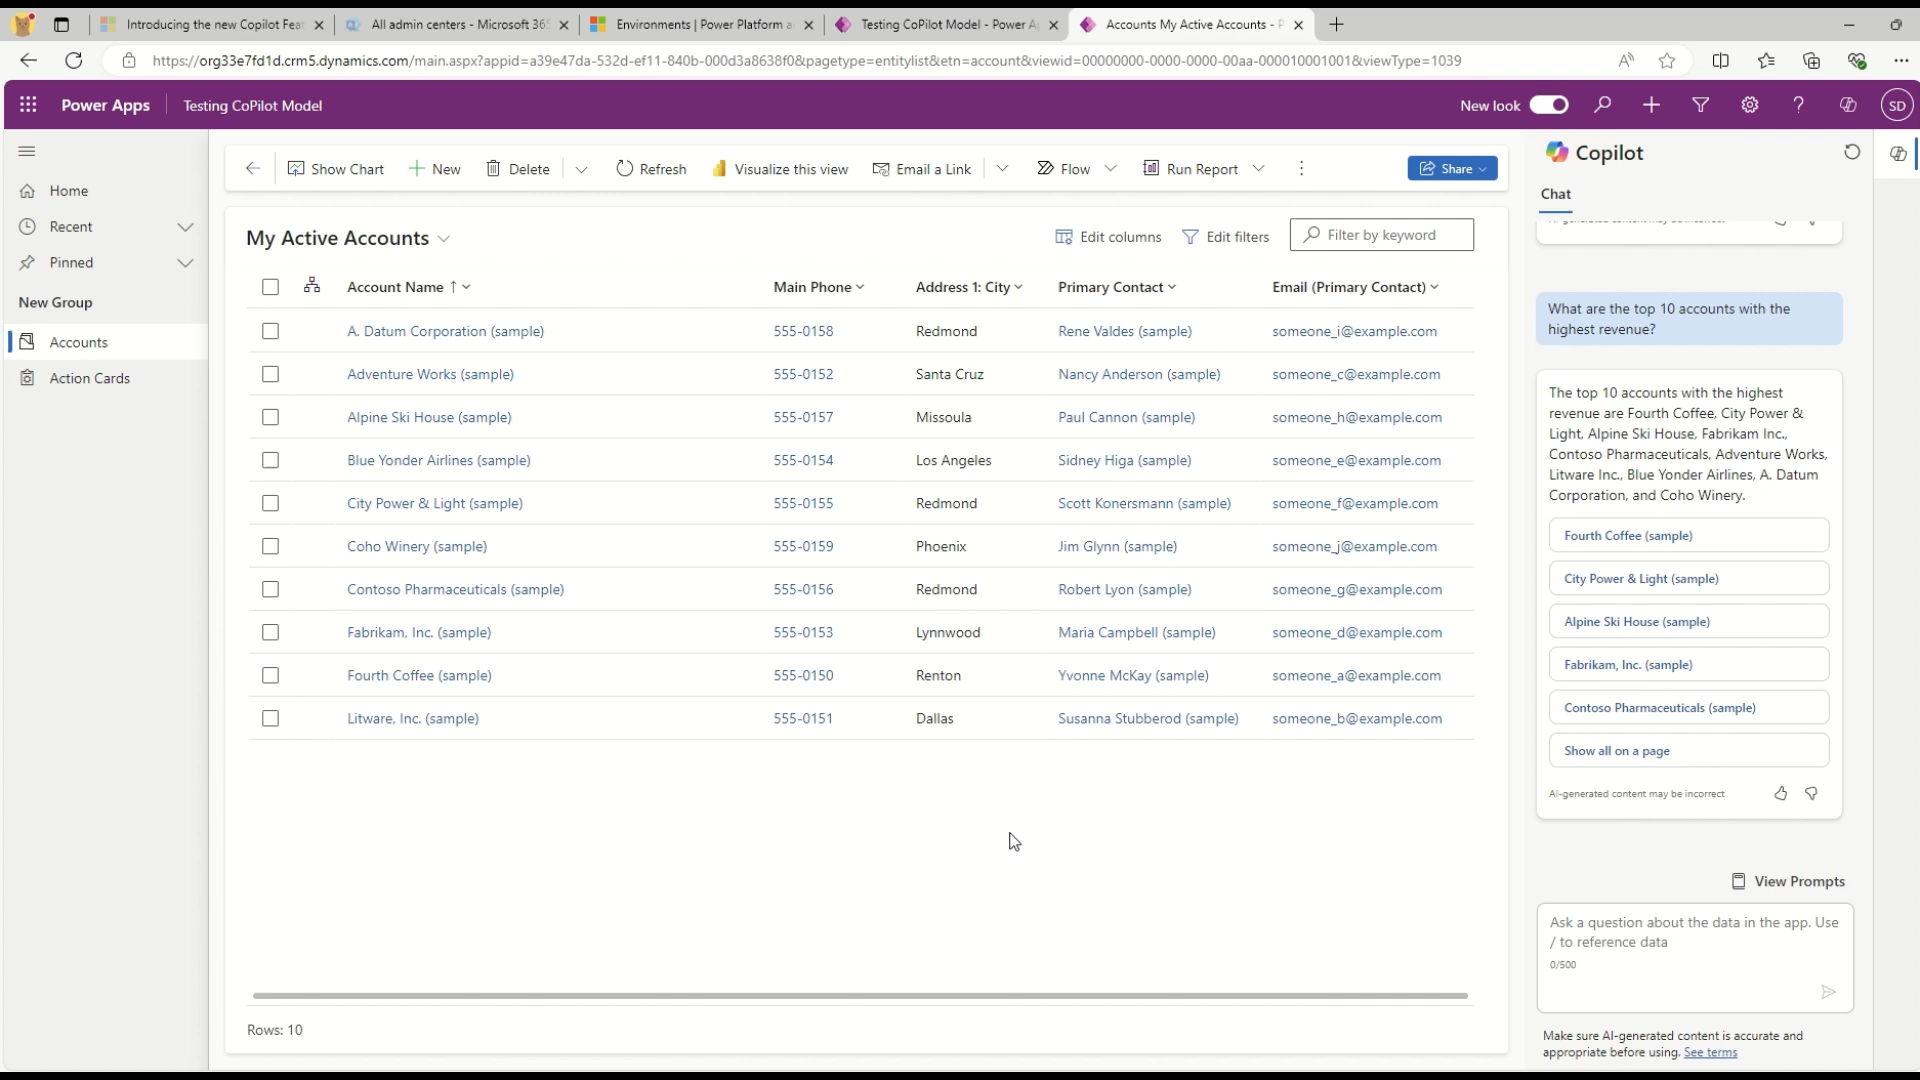 Introducing the new Copilot Feat
All admin centers - Microsoft 365
Environments | Power Platform a
Testing CoPilot Model - Power A
Accounts My Active Accounts - P
https://org33e7fd1d.crm5.dynamics.com/main.aspx?appid=a39e47da-532d-ef11-840b-000d3a8638f0&pagetype=entitylist&etn=account&viewid=00000000-0000-0000-00aa-000010001001&viewType=1039
Power Apps
Testing CoPilot Model
New look
SD
Home
Recent
Pinned
New Group
Accounts
Action Cards
Show Chart
New
Delete
Refresh
Visualize this view
Email a Link
Flow
Run Report
Share
My Active Accounts
Edit columns
Edit filters
Filter by keyword
Account Name Main Phone Address 1: City Primary Contact Email (Primary Contact)
A. Datum Corporation (sample) 555-0158 Redmond Rene Valdes (sample) someone_i@example.com
Adventure Works (sample) 555-0152 Santa Cruz Nancy Anderson (sample) someone_c@example.com
Alpine Ski House (sample) 555-0157 Missoula Paul Cannon (sample) someone_h@example.com
Blue Yonder Airlines (sample) 555-0154 Los Angeles Sidney Higa (sample) someone_e@example.com
City Power & Light (sample) 555-0155 Redmond Scott Konersmann (sample) someone_f@example.com
Coho Winery (sample) 555-0159 Phoenix Jim Glynn (sample) someone_j@example.com
Contoso Pharmaceuticals (sample) 555-0156 Redmond Robert Lyon (sample) someone_g@example.com
Fabrikam, Inc. (sample) 555-0153 Lynnwood Maria Campbell (sample) someone_d@example.com
Fourth Coffee (sample) 555-0150 Renton Yvonne McKay (sample) someone_a@example.com
Litware, Inc. (sample) 555-0151 Dallas Susanna Stubberod (sample) someone_b@example.com
Rows: 10
Copilot
Chat
What are the top 10 accounts with the
highest revenue?
The top 10 accounts with the highest
revenue are Fourth Coffee, City Power &
Light, Alpine Ski House, Fabrikam Inc.,
Contoso Pharmaceuticals, Adventure Works,
Litware Inc., Blue Yonder Airlines, A. Datum
Corporation, and Coho Winery.
Fourth Coffee (sample)
City Power & Light (sample)
Alpine Ski House (sample)
Fabrikam, Inc. (sample)
Contoso Pharmaceuticals (sample)
Show all on a page
AI-generated content may be incorrect
View Prompts
Ask a question about the data in the app. Use
/ to reference data
0/500
Make sure AI-generated content is accurate and
appropriate before using. See terms